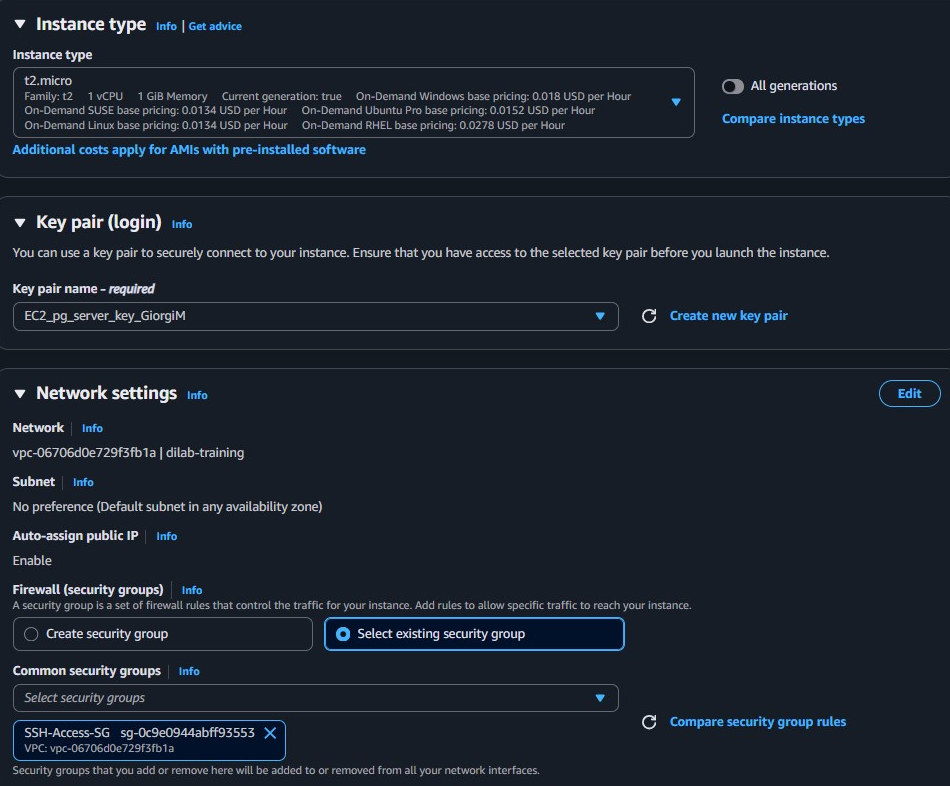 Instance type Info | Get advice
Instance type
t2.micro
Family: t2 1 vCPU 1 GiB Memory Current generation: true On-Demand Windows base pricing: 0.018 USD per Hour
On-Demand SUSE base pricing: 0.0134 USD per Hour On-Demand Ubuntu Pro base pricing: 0.0152 USD per Hour
On-Demand Linux base pricing: 0.0134 USD per Hour On-Demand RHEL base pricing: 0.0278 USD per Hour
All generations
Compare instance types
Additional costs apply for AMIs with pre-installed software
Key pair (login) Info
You can use a key pair to securely connect to your instance. Ensure that you have access to the selected key pair before you launch the instance.
Key pair name - required
EC2_pg_server_key_GiorgiM
Create new key pair
Network settings Info
Edit
Network Info
vpc-06706d0e729f3fb1a | dilab-training
Subnet Info
No preference (Default subnet in any availability zone)
Auto-assign public IP Info
Enable
Firewall (security groups) Info
A security group is a set of firewall rules that control the traffic for your instance. Add rules to allow specific traffic to reach your instance.
Create security group
Select existing security group
Common security groups Info
Select security groups
Compare security group rules
SSH-Access-SG sg-0c9e0944abff93553
VPC: vpc-06706d0e729f3fb1a
Security groups that you add or remove here will be added to or removed from all your network interfaces.